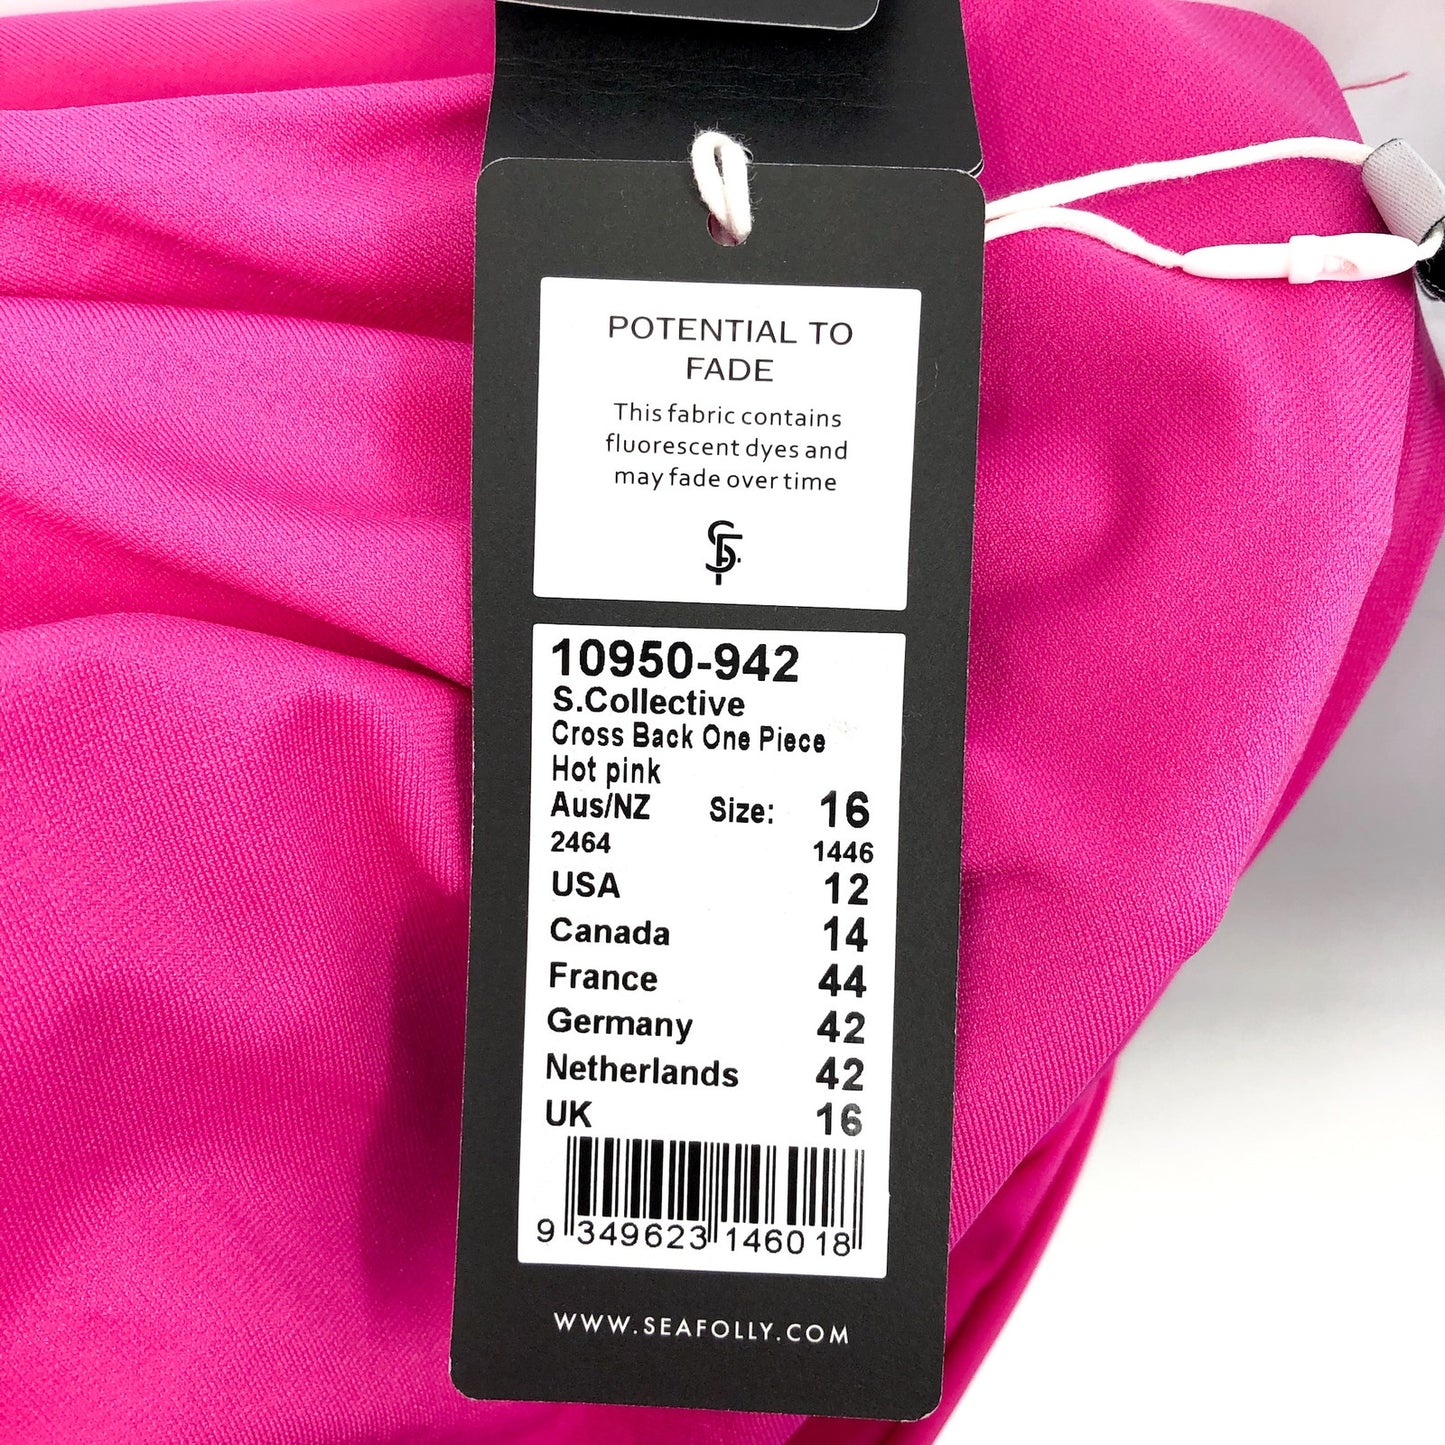 POTENTIAL TO
FADE
This fabric contains
fluorescent dyes and
may fade over time
SF
10950-942
S.Collective
Cross Back One Piece
Hot pink
Aus/NZ Size: 16
2464 1446
USA 12
Canada 14
France 44
Germany 42
Netherlands 42
UK 16
9 349623 146018
WWW.SEAFOLLY.COM